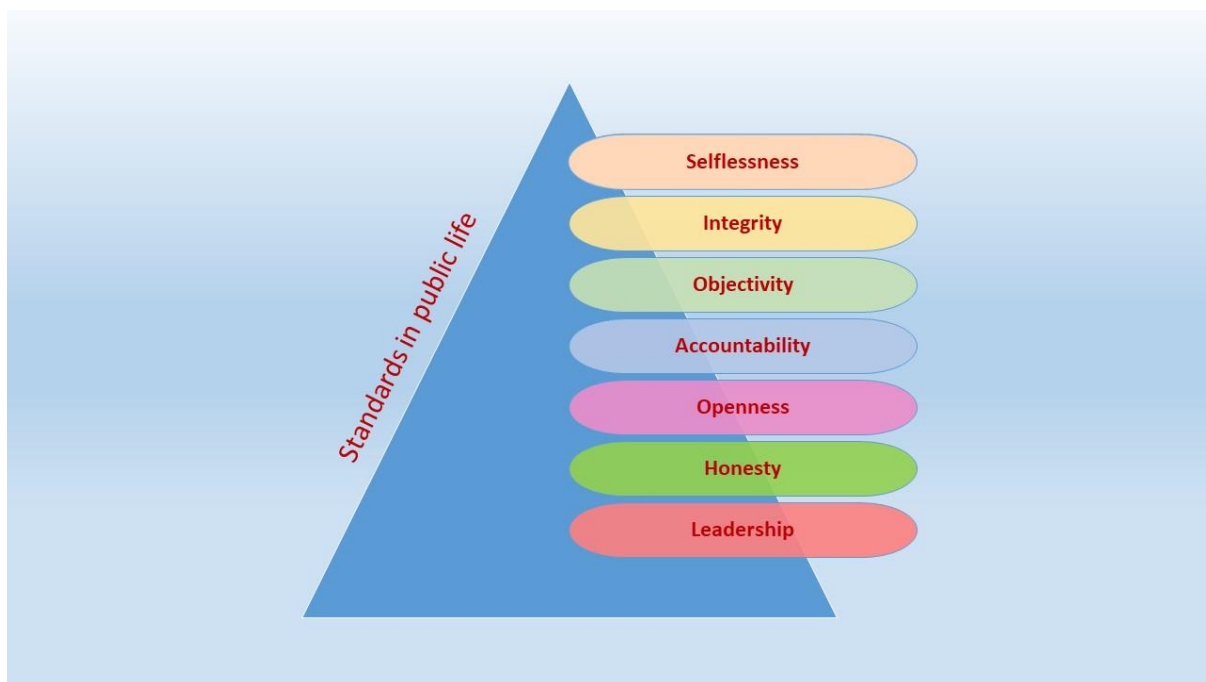 Standards in public life
Selflessness
Integrity
Objectivity
Accountability
Openness
Honesty
Leadership